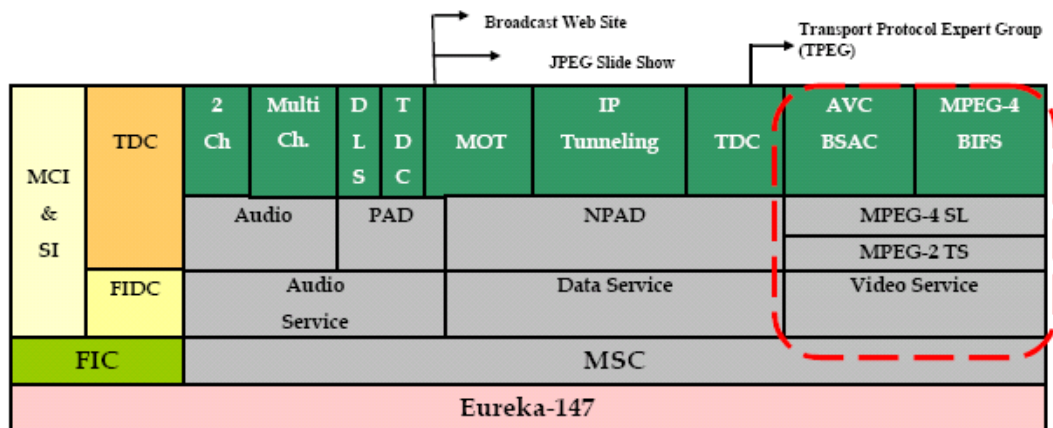 Broadcast Web Site
JPEG Slide Show
Transport Protocol Expert Group
(TPEG)
MCI
&
SI
TDC
FIDC
2
Ch
Multi
Ch.
D
L
S
T
D
C
MOT
IP
Tunneling
TDC
AVC
BSAC
MPEG-4
BIFS
Audio
PAD
NPAD
MPEG-4 SL
MPEG-2 TS
Audio
Service
Data Service
Video Service
FIC
MSC
Eureka-147